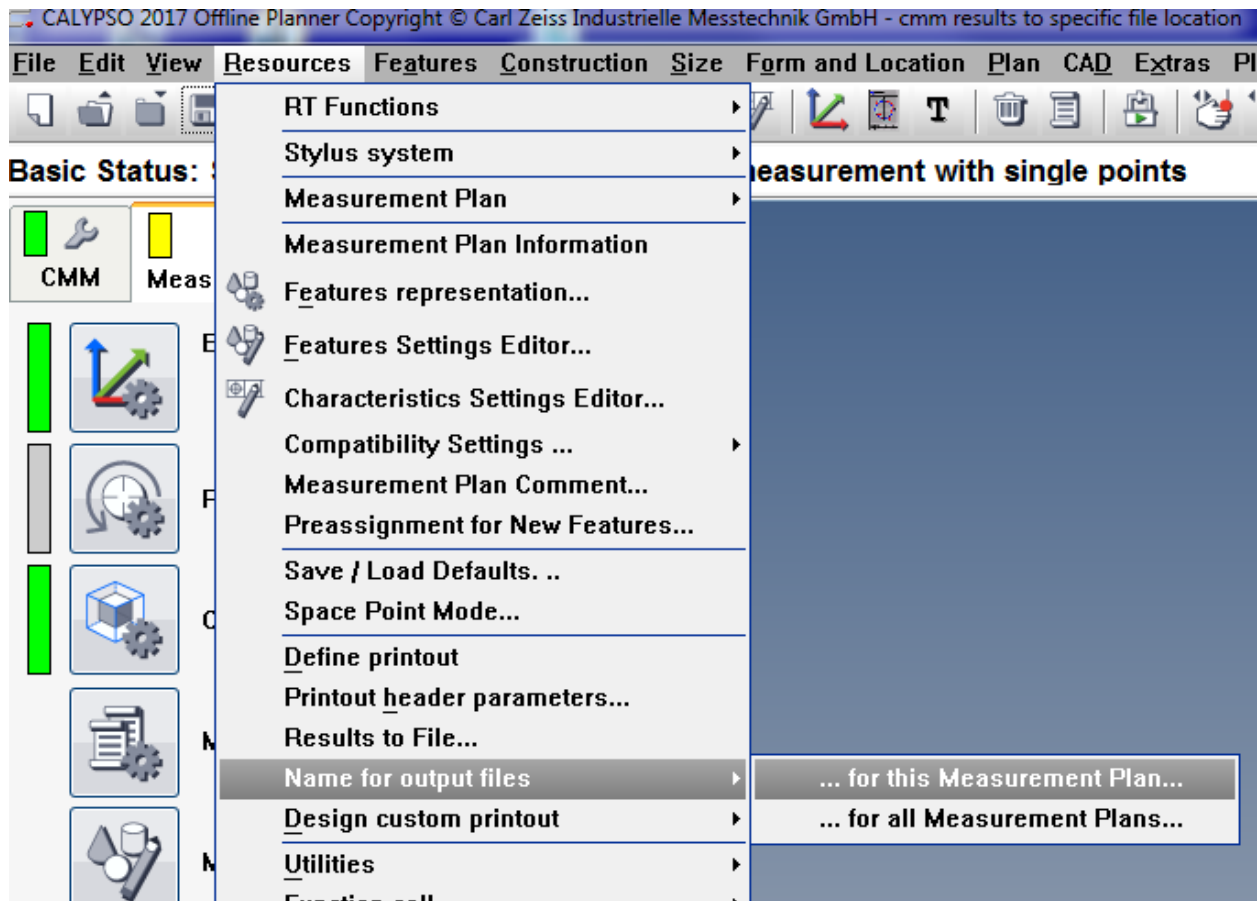 CALYPSO 2017 Offline Planner Copyright © Carl Zeiss Industrielle Messtechnik GmbH - cmm results to specific file location
File Edit View Resources Features Construction Size Form and Location Plan CAD Extras
T
Basic Status: easurement with single points
CMM Meas
RT Functions
Stylus system
Measurement Plan
Measurement Plan Information
Features representation...
Features Settings Editor...
Characteristics Settings Editor...
Compatibility Settings ...
Measurement Plan Comment...
Preassignment for New Features...
Save / Load Defaults. ..
Space Point Mode...
Define printout
Printout header parameters...
Results to File...
Name for output files
... for this Measurement Plan...
Design custom printout
... for all Measurement Plans...
Utilities